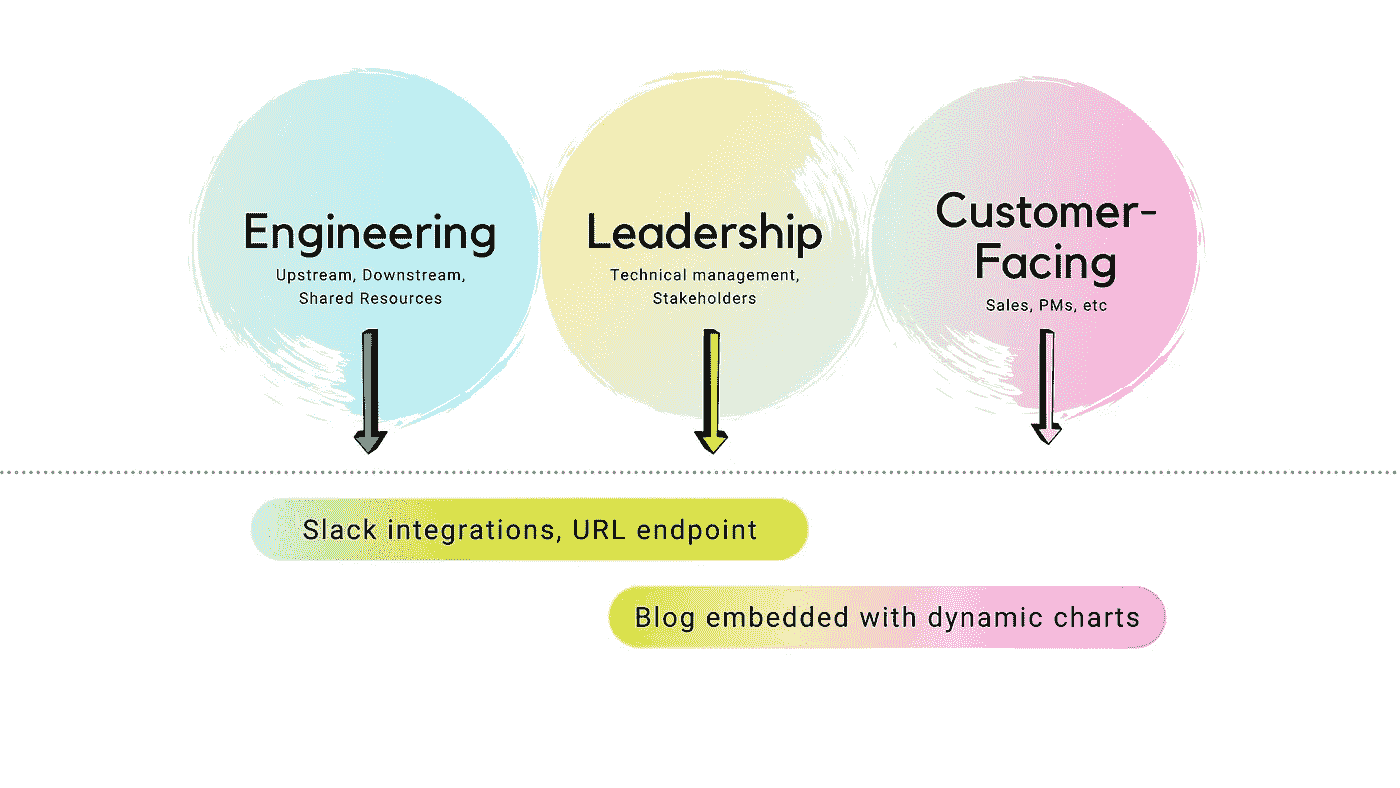 Engineering
Upstream, Downstream,
Shared Resources
Leadership
Technical management,
Stakeholders
Customer-
Facing
Sales, PMs, etc
Slack integrations, URL endpoint
Blog embedded with dynamic charts